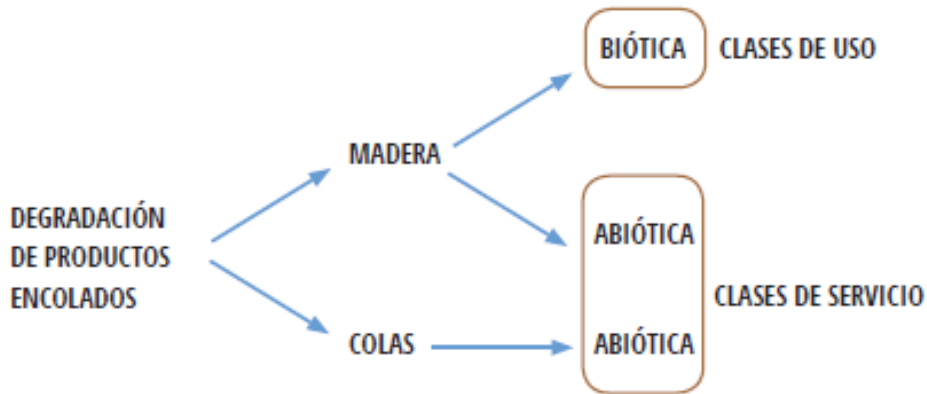 BIÓTICA CLASES DE USO
MADERA
DEGRADACIÓN
DE PRODUCTOS
ENCOLADOS
ABIÓTICA
CLASES DE SERVICIO
COLAS
ABIÓTICA